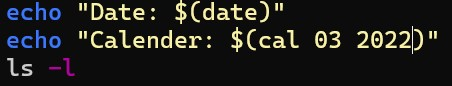 echo "Date: $(date)"
echo "Calender: $(cal 03 2022)"
ls -l